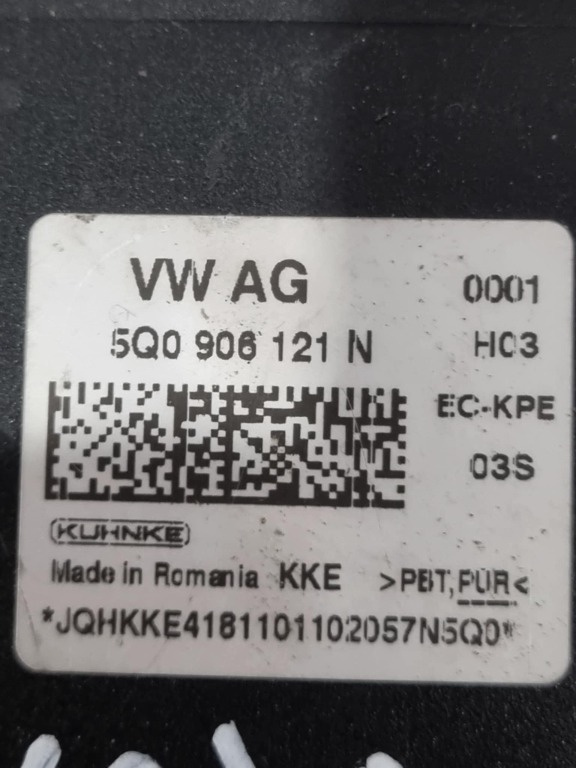 VW AG 0001
5Q0 906 121 N H03
EC-KPE
03S
KUHNKE
Made in Romania KKE >PBT,PUR<
*JQHKKE4181101102057N5Q0*